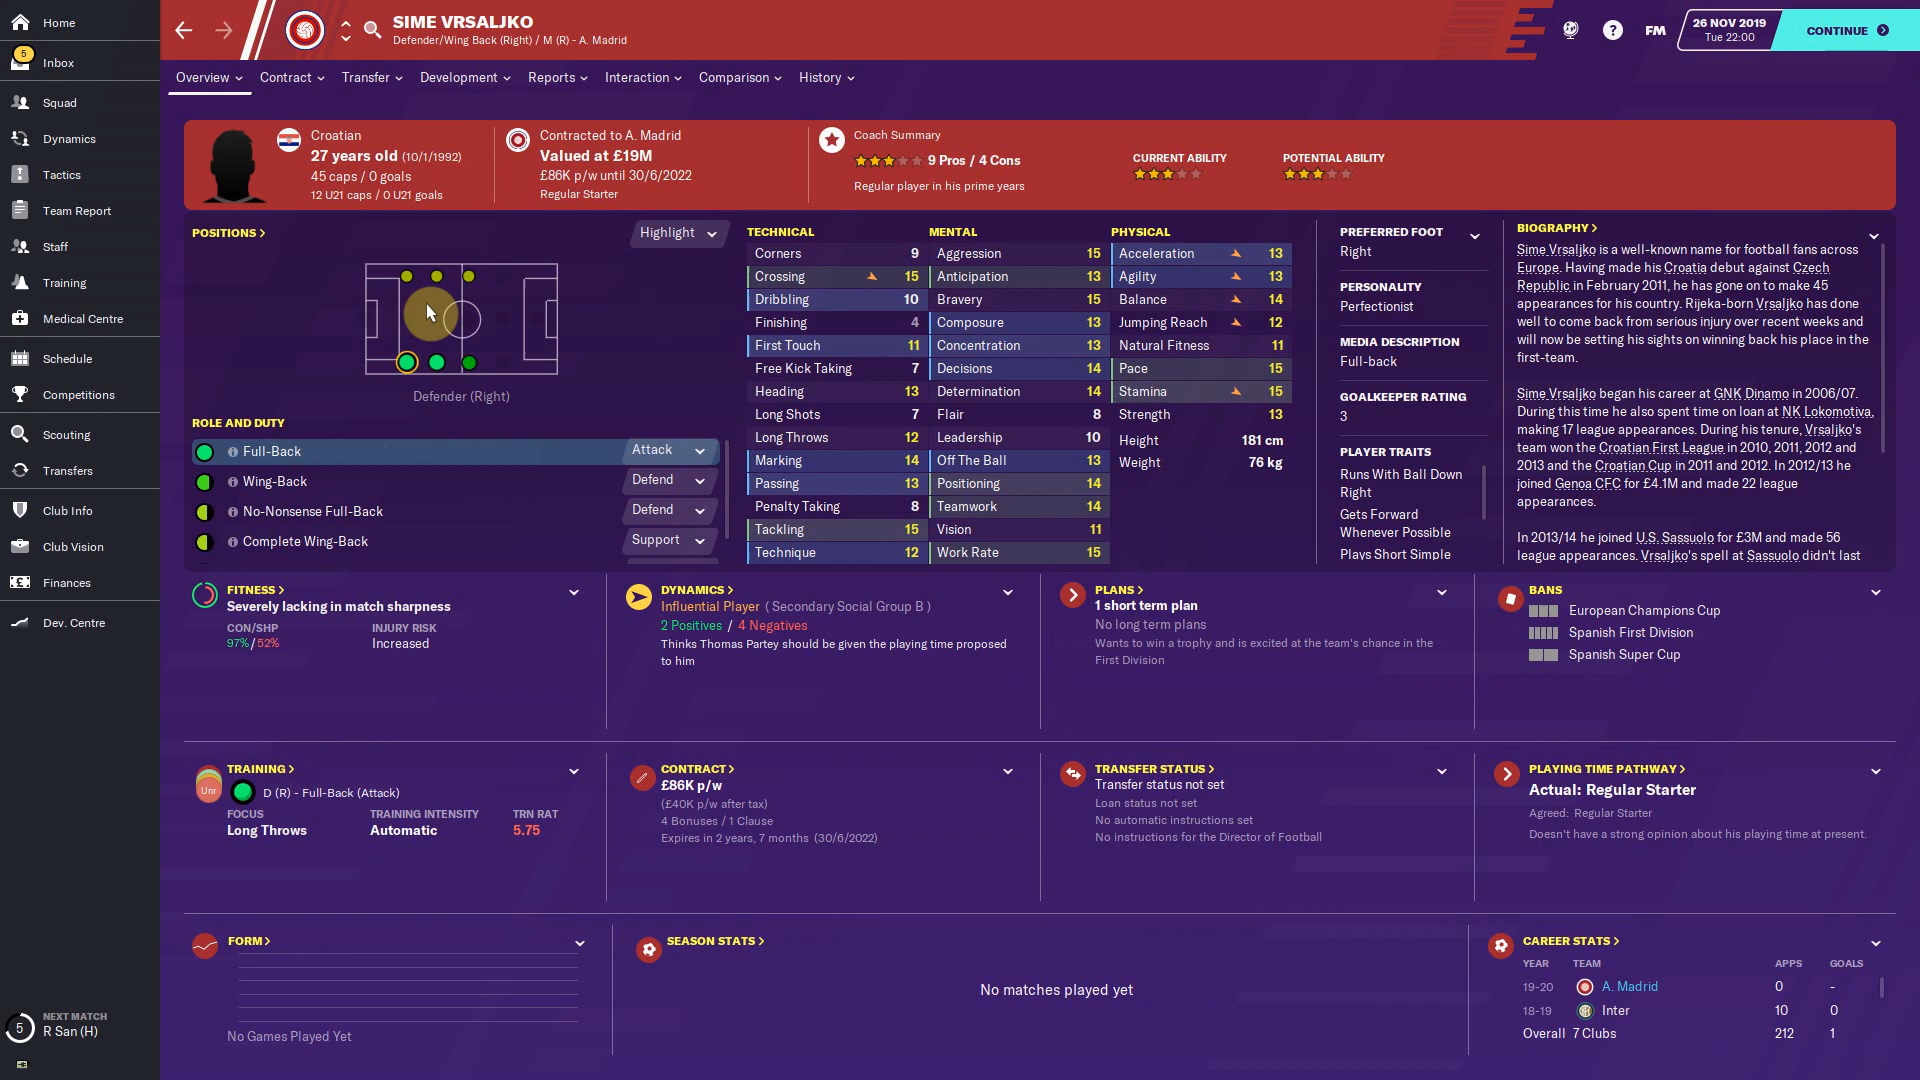 Home
5
Inbox
Squad
Dynamics
Tactics
Team Report
Staff
Training
Medical Centre
Schedule
Competitions
Scouting
Transfers
Club Info
Club Vision
Finances
Dev. Centre
5
NEXT MATCH
R San (H)
SIME VRSALJKO
Defender/Wing Back (Right) / M (R) - A. Madrid
?
FM
26 NOV 2019
Tue 22:00
CONTINUE
Overview Contract Transfer Development Reports Interaction Comparison History
Croatian
27 years old (10/1/1992)
45 caps / 0 goals
12 U21 caps / 0 U21 goals
Contracted to A. Madrid
Valued at £19M
£86K p/w until 30/6/2022
Regular Starter
Coach Summary
9 Pros / 4 Cons
Regular player in his prime years
CURRENT ABILITY
POTENTIAL ABILITY
POSITIONS >
Highlight
Defender (Right)
ROLE AND DUTY
Full-Back Attack
Wing-Back Defend
No-Nonsense Full-Back Defend
Complete Wing-Back Support
TECHNICAL
Corners 9
Crossing 15
Dribbling 10
Finishing 4
First Touch 11
Free Kick Taking 7
Heading 13
Long Shots 7
Long Throws 12
Marking 14
Passing 13
Penalty Taking 8
Tackling 15
Technique 12
MENTAL
Aggression 15
Anticipation 13
Bravery 15
Composure 13
Concentration 13
Decisions 14
Determination 14
Flair 8
Leadership 10
Off The Ball 13
Positioning 14
Teamwork 14
Vision 11
Work Rate 15
PHYSICAL
Acceleration 13
Agility 13
Balance 14
Jumping Reach 12
Natural Fitness 11
Pace 15
Stamina 15
Strength 13
Height 181 cm
Weight 76 kg
PREFERRED FOOT
Right
PERSONALITY
Perfectionist
MEDIA DESCRIPTION
Full-back
GOALKEEPER RATING
3
PLAYER TRAITS
Runs With Ball Down
Right
Gets Forward
Whenever Possible
Plays Short Simple
BIOGRAPHY >
Sime Vrsaljko is a well-known name for football fans across
Europe. Having made his Croatia debut against Czech
Republic in February 2011, he has gone on to make 45
appearances for his country. Rijeka-born Vrsaljko has done
well to come back from serious injury over recent weeks and
will now be setting his sights on winning back his place in the
first-team.
Sime Vrsaljko began his career at GNK Dinamo in 2006/07.
During this time he also spent time on loan at NK Lokomotiva,
making 17 league appearances. During his tenure, Vrsaljko's
team won the Croatian First League in 2010, 2011, 2012 and
2013 and the Croatian Cup in 2011 and 2012. In 2012/13 he
joined Genoa CFC for £4.1M and made 22 league
appearances.
In 2013/14 he joined U.S. Sassuolo for £3M and made 56
league appearances. Vrsaljko's spell at Sassuolo didn't last
FITNESS >
Severely lacking in match sharpness
CON/SHP INJURY RISK
97%/52% Increased
DYNAMICS >
Influential Player ( Secondary Social Group B )
2 Positives / 4 Negatives
Thinks Thomas Partey should be given the playing time proposed
to him
PLANS >
1 short term plan
No long term plans
Wants to win a trophy and is excited at the team's chance in the
First Division
BANS
European Champions Cup
Spanish First Division
Spanish Super Cup
TRAINING >
Unr
D (R) - Full-Back (Attack)
FOCUS TRAINING INTENSITY TRN RAT
Long Throws Automatic 5.75
CONTRACT >
£86K p/w
(£40K p/w after tax)
4 Bonuses / 1 Clause
Expires in 2 years, 7 months (30/6/2022)
TRANSFER STATUS >
Transfer status not set
Loan status not set
No automatic instructions set
No instructions for the Director of Football
PLAYING TIME PATHWAY >
Actual: Regular Starter
Agreed: Regular Starter
Doesn't have a strong opinion about his playing time at present.
FORM >
No Games Played Yet
SEASON STATS >
No matches played yet
CAREER STATS >
YEAR TEAM APPS GOALS
19-20 A. Madrid 0 -
18-19 Inter 10 0
Overall 7 Clubs 212 1